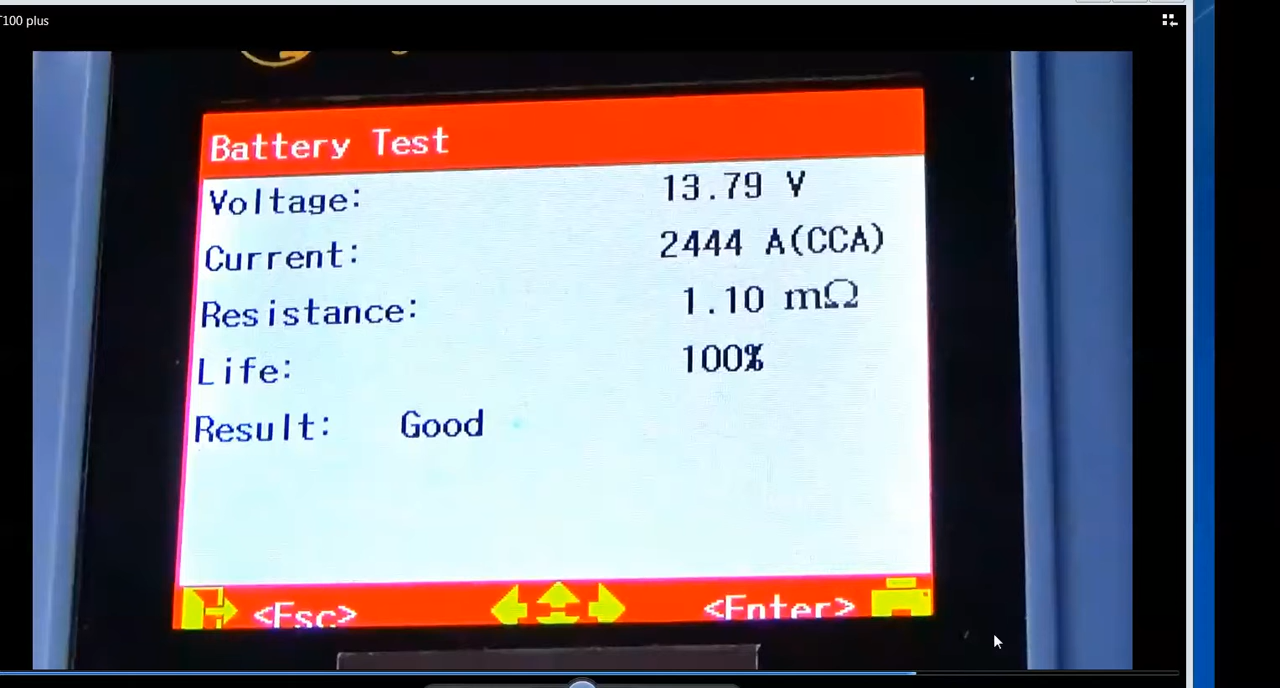 100 plus
Battery Test
Voltage: 13.79 V
Current: 2444 A(CCA)
Resistance: 1.10 mΩ
Life: 100%
Result: Good
<Esc> <Enter>